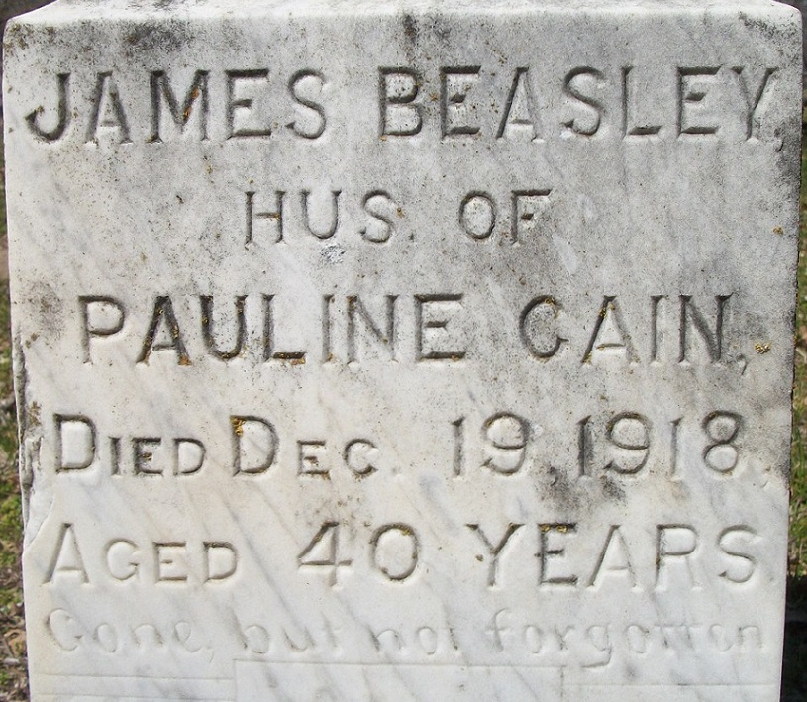 JAMES BEASLEY,
HUS. OF
PAULINE CAIN,
DIED DEC. 19, 1918.
AGED 40 YEARS.
Gone, but not forgotten